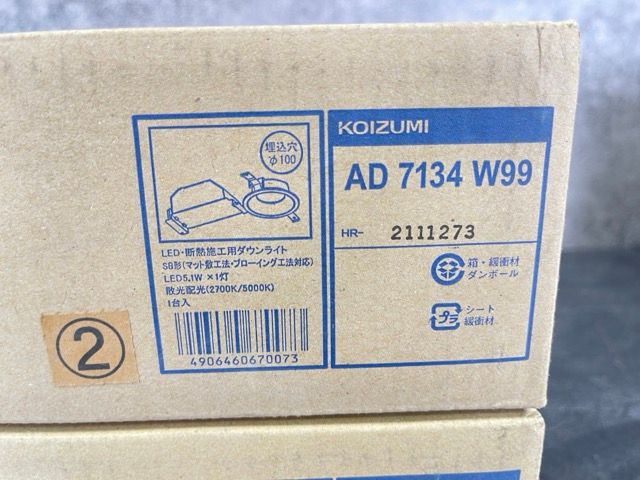 埋込穴
φ100
LED・断熱施工用ダウンライト
SB形(マット敷工法・ブローイング工法対応)
LED5.1W ×1灯
散光配光(2700K/5000K)
1台入
4906460670073
KOIZUMI
AD 7134 W99
HR- 2111273
箱・緩衝材
ダンボール
プラ
シート
緩衝材
②